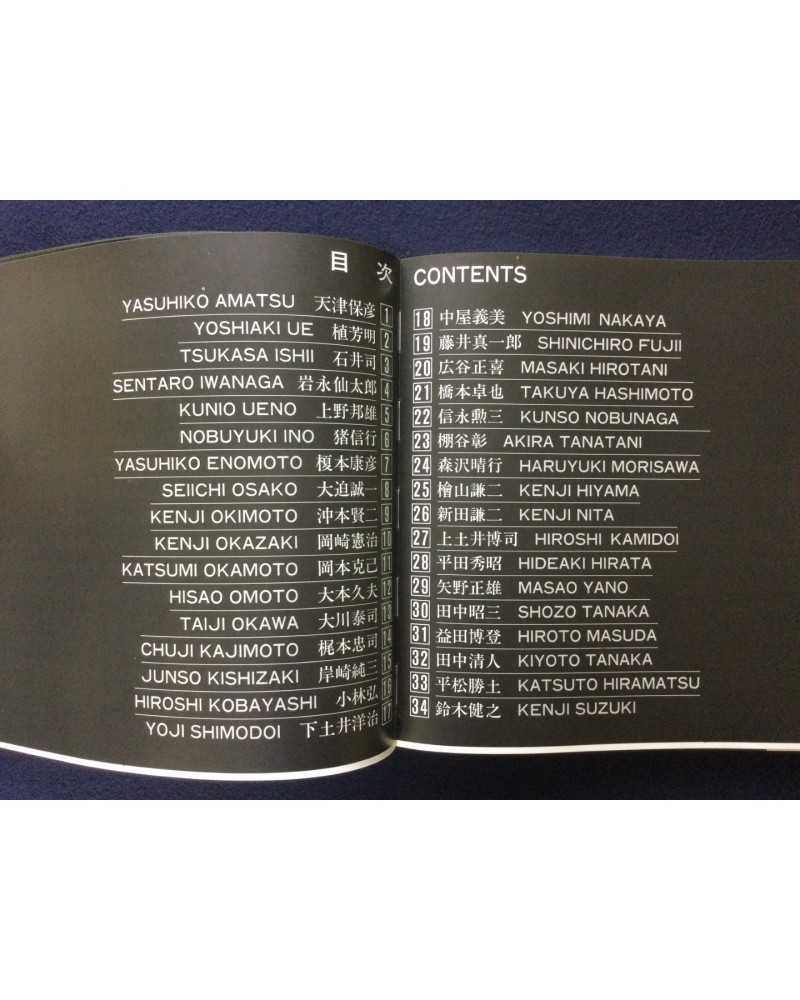 目次 CONTENTS
YASUHIKO AMATSU 天津保彦 1
YOSHIAKI UE 植芳明 2
TSUKASA ISHII 石井司 3
SENTARO IWANAGA 岩永仙太郎 4
KUNIO UENO 上野邦雄 5
NOBUYUKI INO 猪信行 6
YASUHIKO ENOMOTO 榎本康彦 7
SEIICHI OSAKO 大迫誠一 8
KENJI OKIMOTO 沖本賢二 9
KENJI OKAZAKI 岡崎憲治 10
KATSUMI OKAMOTO 岡本克己 11
HISAO OMOTO 大本久夫 12
TAIJI OKAWA 大川泰司 13
CHUJI KAJIMOTO 梶本忠司 14
JUNSO KISHIZAKI 岸崎純三 15
HIROSHI KOBAYASHI 小林弘 16
YOJI SHIMODOI 下土井洋治 17
18 中屋義美 YOSHIMI NAKAYA
19 藤井真一郎 SHINICHIRO FUJII
20 広谷正喜 MASAKI HIROTANI
21 橋本卓也 TAKUYA HASHIMOTO
22 信永勲三 KUNSO NOBUNAGA
23 棚谷彰 AKIRA TANATANI
24 森沢晴行 HARUYUKI MORISAWA
25 檜山謙二 KENJI HIYAMA
26 新田謙二 KENJI NITA
27 上土井博司 HIROSHI KAMIDOI
28 平田秀昭 HIDEAKI HIRATA
29 矢野正雄 MASAO YANO
30 田中昭三 SHOZO TANAKA
31 益田博登 HIROTO MASUDA
32 田中清人 KIYOTO TANAKA
33 平松勝士 KATSUTO HIRAMATSU
34 鈴木健之 KENJI SUZUKI